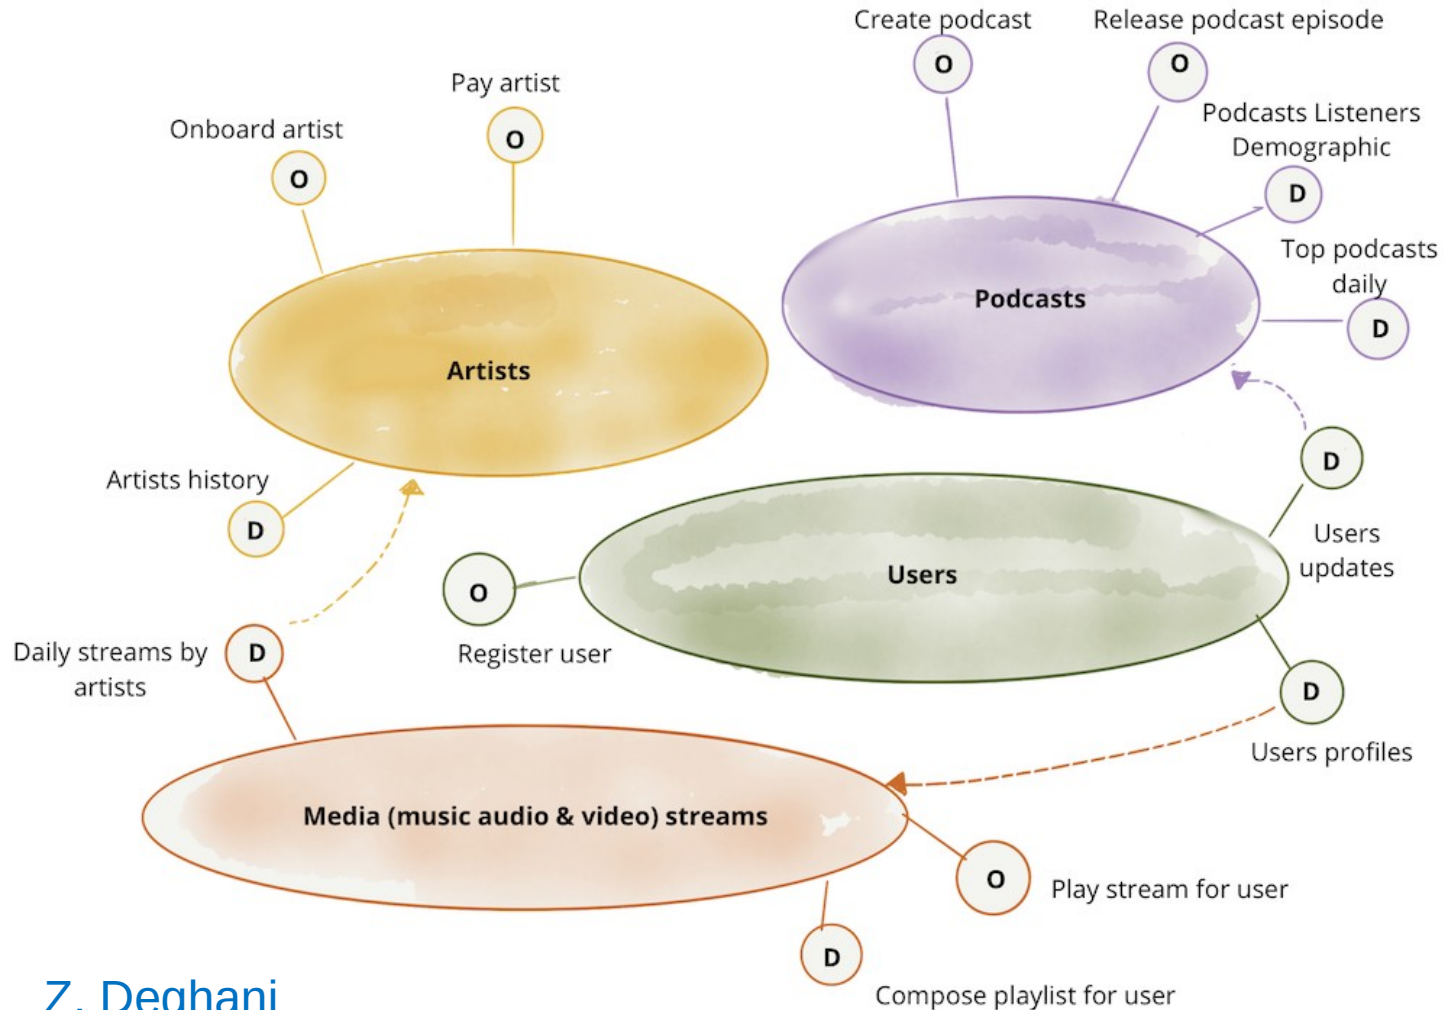 Create podcast
Release podcast episode
O
O
Pay artist
O
Podcasts Listeners
Demographic
D
Onboard artist
O
Top podcasts
daily
D
Podcasts
Artists
Artists history
D
D
Users
updates
Users
O
Register user
Daily streams by
artists
D
D
Users profiles
Media (music audio & video) streams
O
Play stream for user
D
Compose playlist for user
Z. Deghani